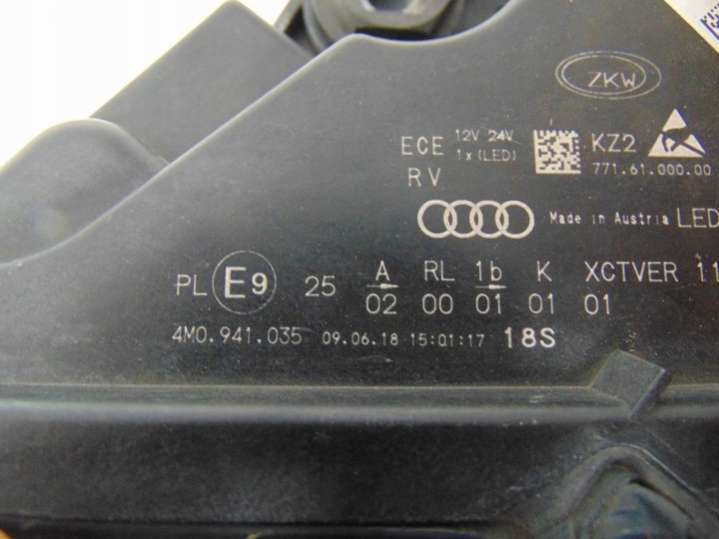 ZKW
ECE 12V 24V
1x(LED)
KZ2
771.61.000.00
RV
Made in Austria LED
PL E9 25 A RL 1b K XCTVER 11
02 00 01 01 01
4M0.941.035 09.06.18 15:01:17 18S